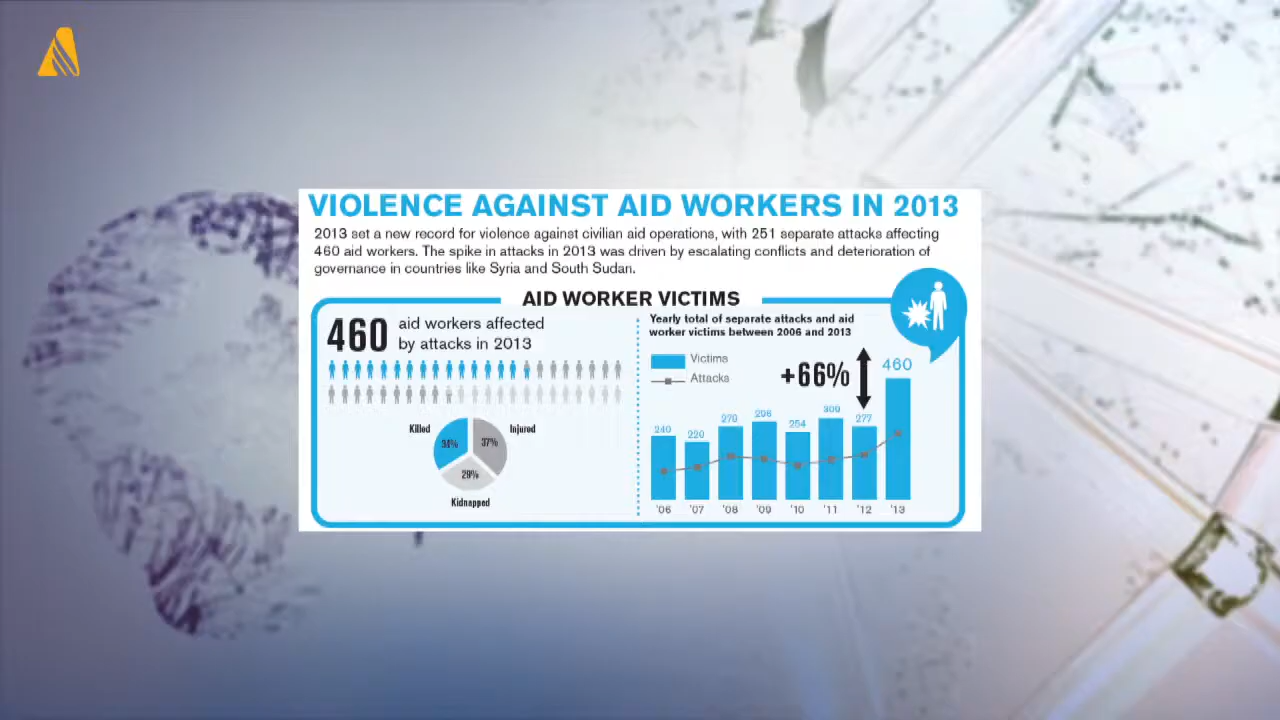 VIOLENCE AGAINST AID WORKERS IN 2013
2013 set a new record for violence against civilian aid operations, with 251 separate attacks affecting
460 aid workers. The spike in attacks in 2013 was driven by escalating conflicts and deterioration of
governance in countries like Syria and South Sudan.
AID WORKER VICTIMS
460 aid workers affected
by attacks in 2013
Killed
Injured
34%
37%
29%
Kidnapped
Yearly total of separate attacks and aid
worker victims between 2006 and 2013
Victims
Attacks
+66%
460
240
220
279
296
254
309
277
'06 '07 '08 '09 '10 '11 '12 '13